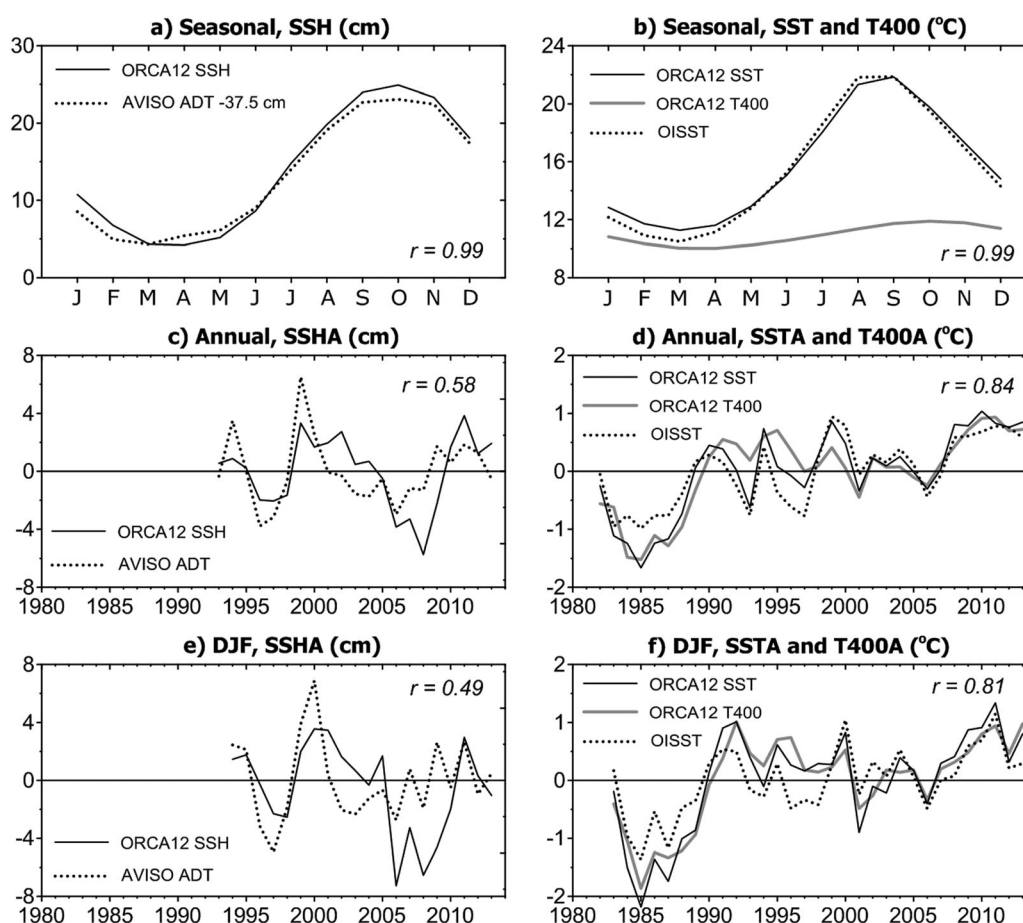 a) Seasonal, SSH (cm)
30
20
10
0
ORCA12 SSH
AVISO ADT -37.5 cm
r = 0.99
J F M A M J J A S O N D
b) Seasonal, SST and T400 (°C)
24
20
16
12
8
ORCA12 SST
ORCA12 T400
OISST
r = 0.99
J F M A M J J A S O N D
c) Annual, SSHA (cm)
8
4
0
-4
-8
r = 0.58
ORCA12 SSH
AVISO ADT
1980 1985 1990 1995 2000 2005 2010
d) Annual, SSTA and T400A (°C)
2
1
0
-1
-2
ORCA12 SST
ORCA12 T400
OISST
r = 0.84
1980 1985 1990 1995 2000 2005 2010
e) DJF, SSHA (cm)
8
4
0
-4
-8
r = 0.49
ORCA12 SSH
AVISO ADT
1980 1985 1990 1995 2000 2005 2010
f) DJF, SSTA and T400A (°C)
2
1
0
-1
-2
ORCA12 SST
ORCA12 T400
OISST
r = 0.81
1980 1985 1990 1995 2000 2005 2010